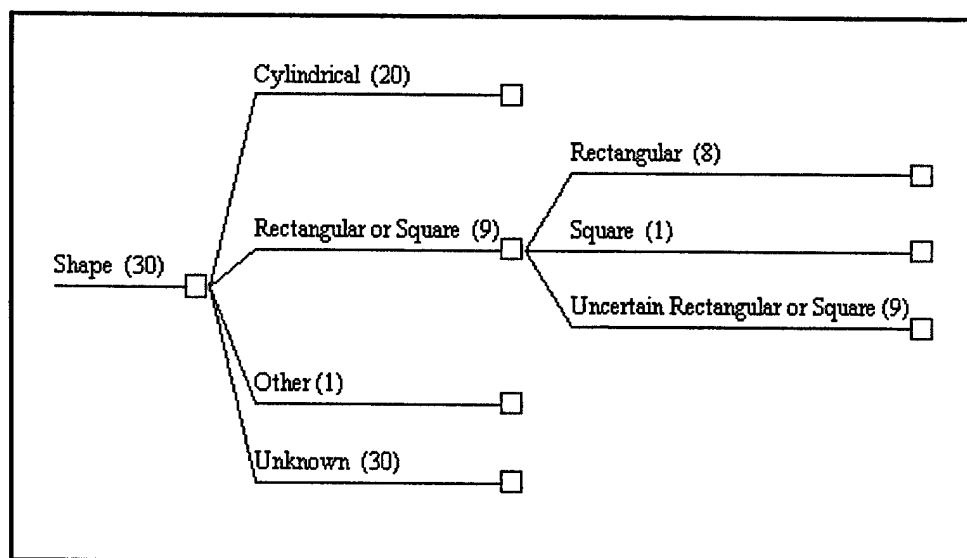 Cylindrical (20)
Rectangular (8)
Rectangular or Square (9)
Square (1)
Shape (30)
Uncertain Rectangular or Square (9)
Other (1)
Unknown (30)